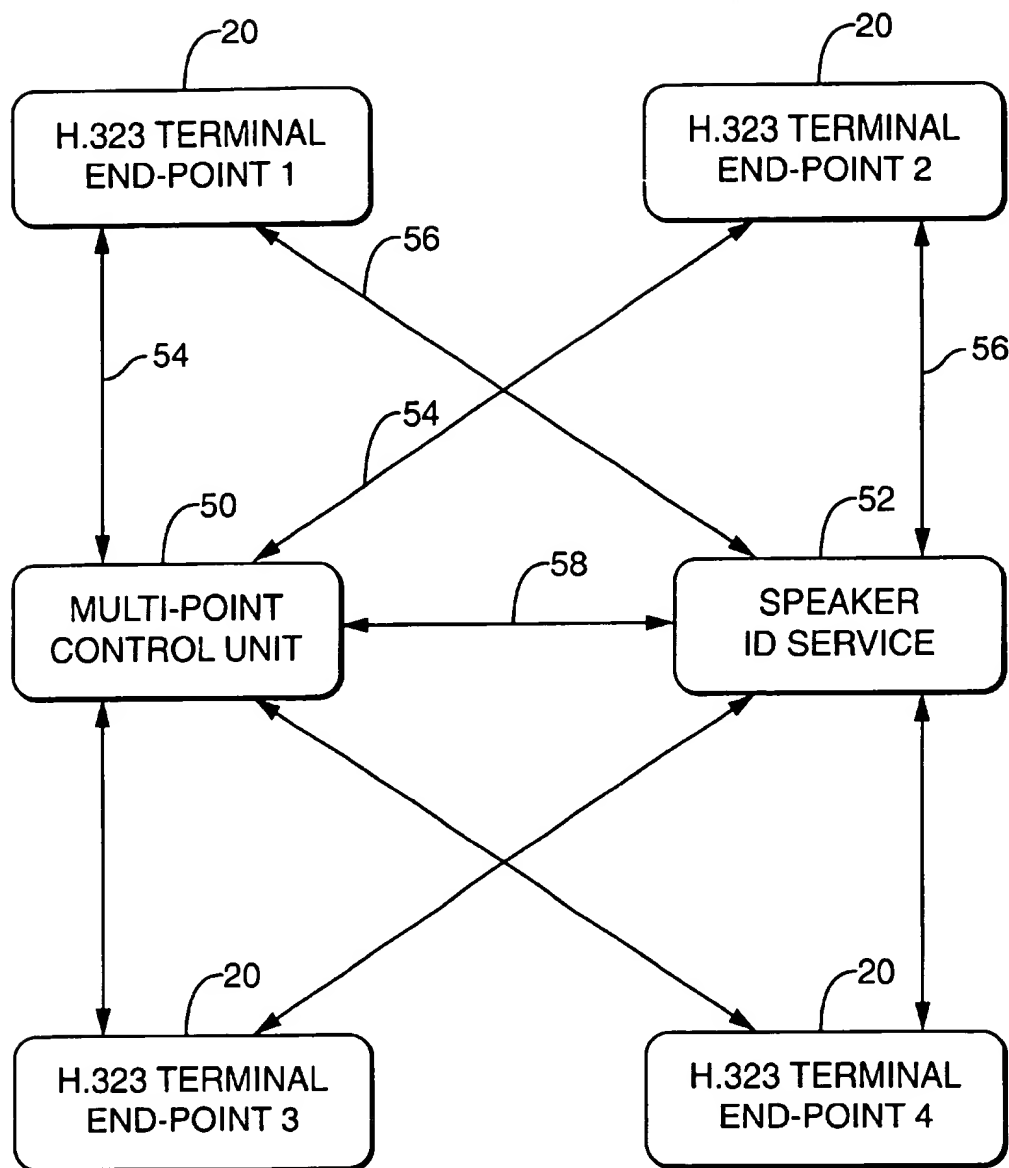 20
20
H.323 TERMINAL
END-POINT 1
H.323 TERMINAL
END-POINT 2
56
54
56
54
50
52
58
MULTI-POINT
CONTROL UNIT
SPEAKER
ID SERVICE
20
20
H.323 TERMINAL
END-POINT 3
H.323 TERMINAL
END-POINT 4